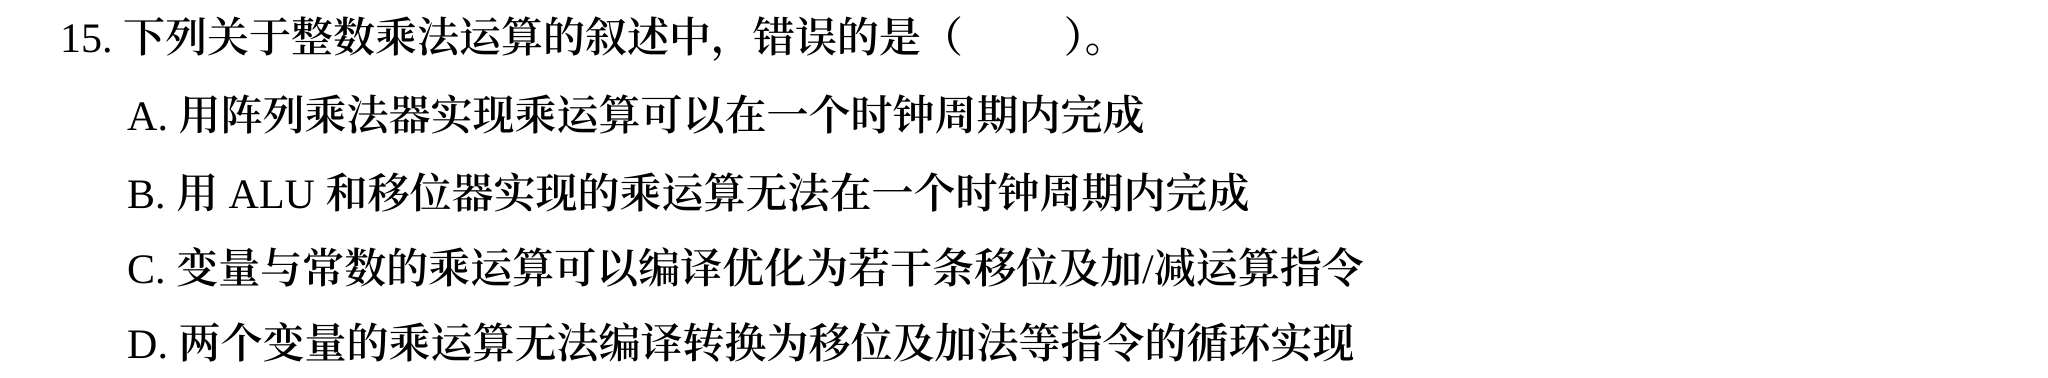 15. 下列关于整数乘法运算的叙述中，错误的是（　　）。
A. 用阵列乘法器实现乘运算可以在一个时钟周期内完成
B. 用 ALU 和移位器实现的乘运算无法在一个时钟周期内完成
C. 变量与常数的乘运算可以编译优化为若干条移位及加/减运算指令
D. 两个变量的乘运算无法编译转换为移位及加法等指令的循环实现